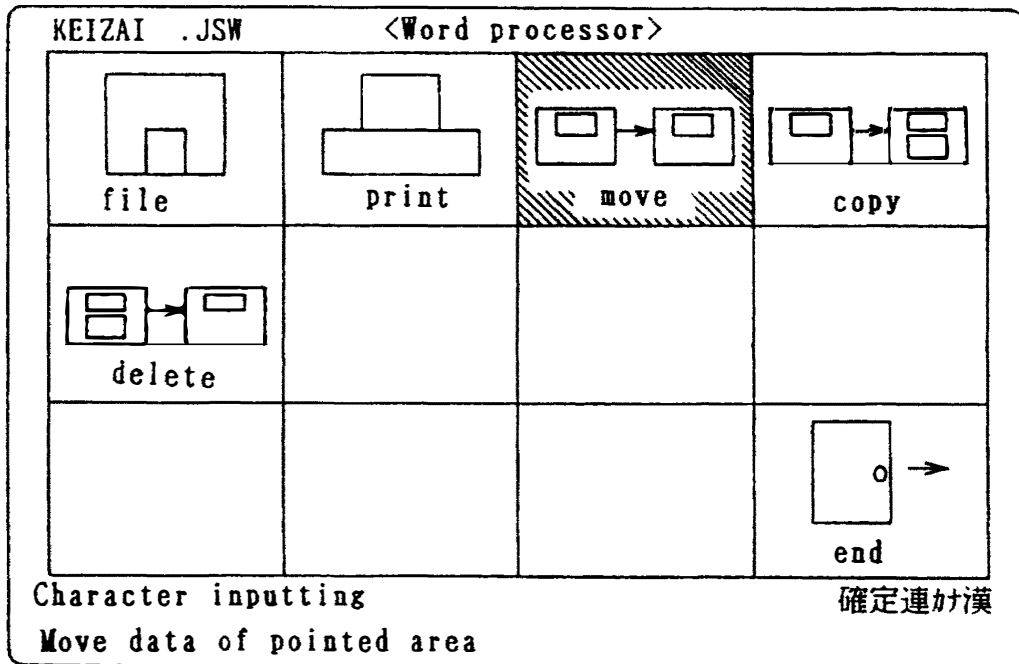 KEIZAI .JSW <Word processor>
file print move copy
delete
end
Character inputting 確定連カナ漢
Move data of pointed area